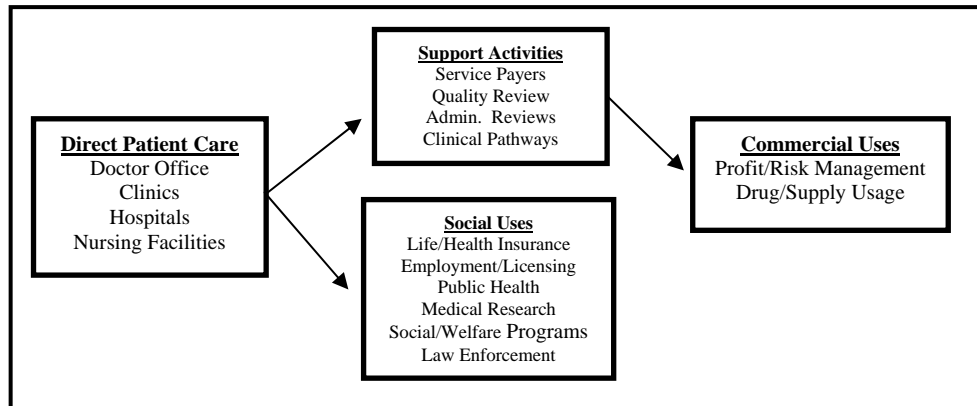 Direct Patient Care
Doctor Office
Clinics
Hospitals
Nursing Facilities
Support Activities
Service Payers
Quality Review
Admin. Reviews
Clinical Pathways
Social Uses
Life/Health Insurance
Employment/Licensing
Public Health
Medical Research
Social/Welfare Programs
Law Enforcement
Commercial Uses
Profit/Risk Management
Drug/Supply Usage